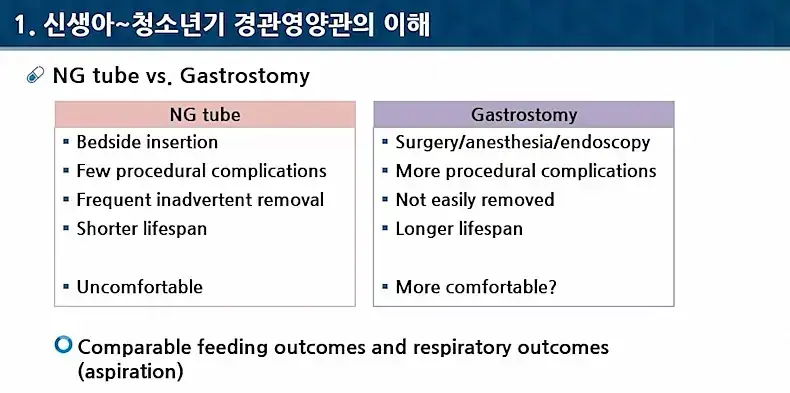 1. 신생아~청소년기 경관영양관의 이해
NG tube vs. Gastrostomy
NG tube
▪ Bedside insertion
▪ Few procedural complications
▪ Frequent inadvertent removal
▪ Shorter lifespan
▪ Uncomfortable
Gastrostomy
▪ Surgery/anesthesia/endoscopy
▪ More procedural complications
▪ Not easily removed
▪ Longer lifespan
▪ More comfortable?
Comparable feeding outcomes and respiratory outcomes
(aspiration)